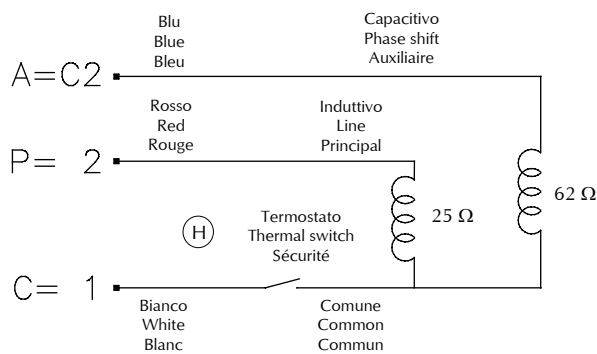 Blu
Blue
Bleu
Capacitivo
Phase shift
Auxiliaire
A=C2
Rosso
Red
Rouge
Induttivo
Line
Principal
P= 2
25 Ω
62 Ω
H
Termostato
Thermal switch
Sécurité
C= 1
Bianco
White
Blanc
Comune
Common
Commun